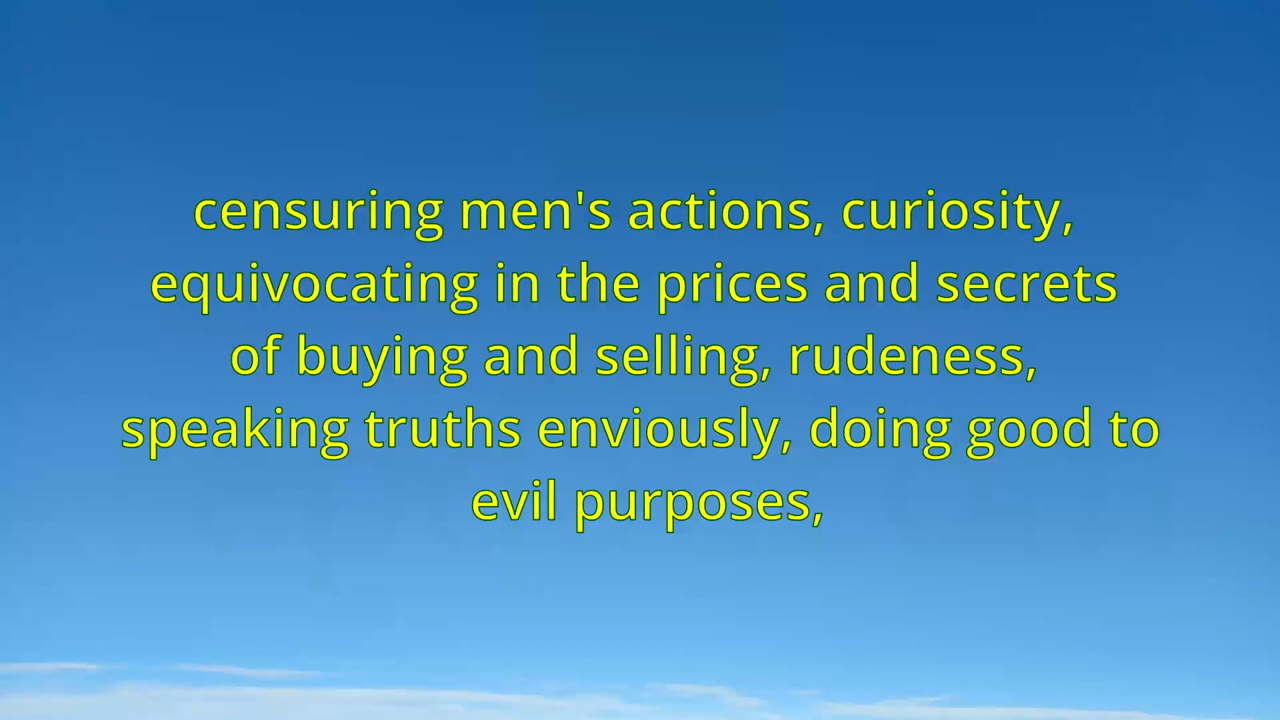 censuring men's actions, curiosity,
equivocating in the prices and secrets
of buying and selling, rudeness,
speaking truths enviously, doing good to
evil purposes,